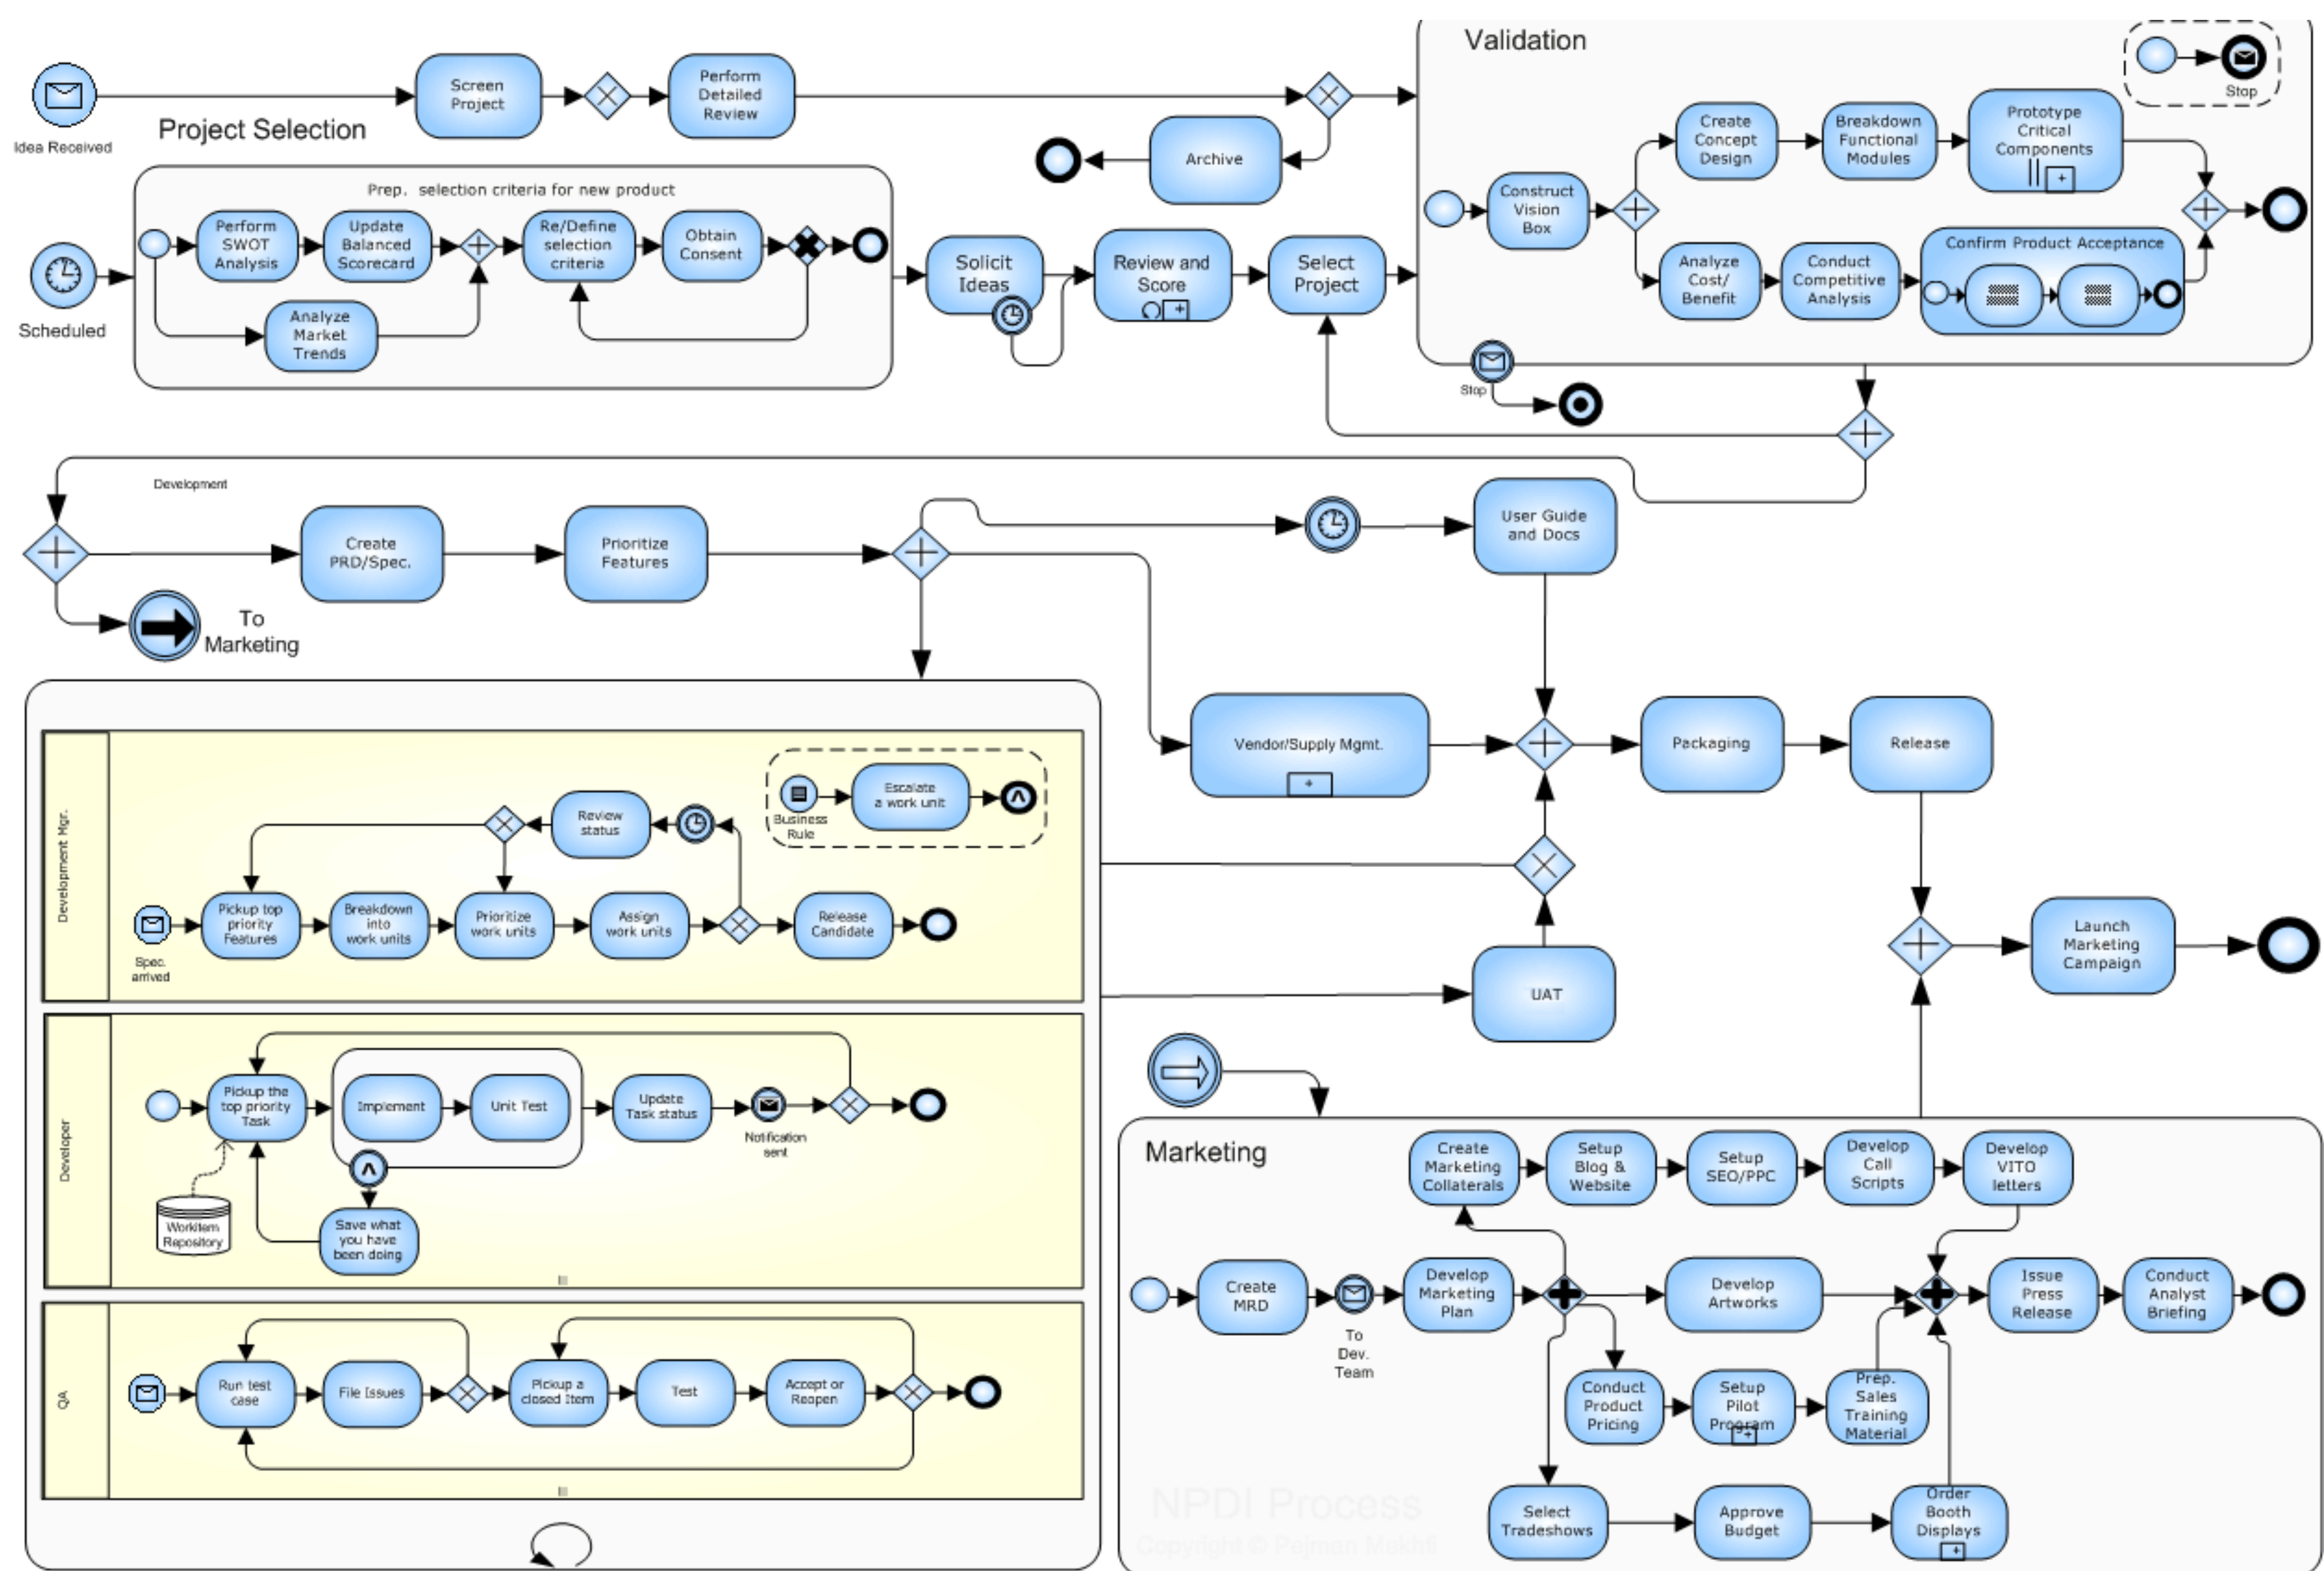 Validation
Stop
Idea Received
Screen
Project
Perform
Detailed
Review
Project Selection
Archive
Create
Concept
Design
Breakdown
Functional
Modules
Prototype
Critical
Components
Construct
Vision
Box
Analyze
Cost/
Benefit
Conduct
Competitive
Analysis
Confirm Product Acceptance
Stop
Scheduled
Prep. selection criteria for new product
Perform
SWOT
Analysis
Update
Balanced
Scorecard
Re/Define
selection
criteria
Obtain
Consent
Analyze
Market
Trends
Solicit
Ideas
Review and
Score
Select
Project
Development
Create
PRD/Spec.
Prioritize
Features
User Guide
and Docs
To
Marketing
Vendor/Supply Mgmt.
Packaging
Release
Development Mgr.
Business
Rule
Escalate
a work unit
Review
status
Spec.
arrived
Pickup top
priority
Features
Breakdown
into
work units
Prioritize
work units
Assign
work units
Release
Candidate
UAT
Launch
Marketing
Campaign
Developer
Pickup the
top priority
Task
Implement
Unit Test
Update
Task status
Notification
sent
WorkItem
Repository
Save what
you have
been doing
QA
Run test
case
File Issues
Pickup a
closed Item
Test
Accept or
Reopen
Marketing
Create
Marketing
Collaterals
Setup
Blog &
Website
Setup
SEO/PPC
Develop
Call
Scripts
Develop
VITO
letters
Create
MRD
To
Dev.
Team
Develop
Marketing
Plan
Develop
Artworks
Issue
Press
Release
Conduct
Analyst
Briefing
Conduct
Product
Pricing
Setup
Pilot
Program
Prep.
Sales
Training
Material
Select
Tradeshows
Approve
Budget
Order
Booth
Displays
NPDI Process
Copyright © Pejman Makhfi